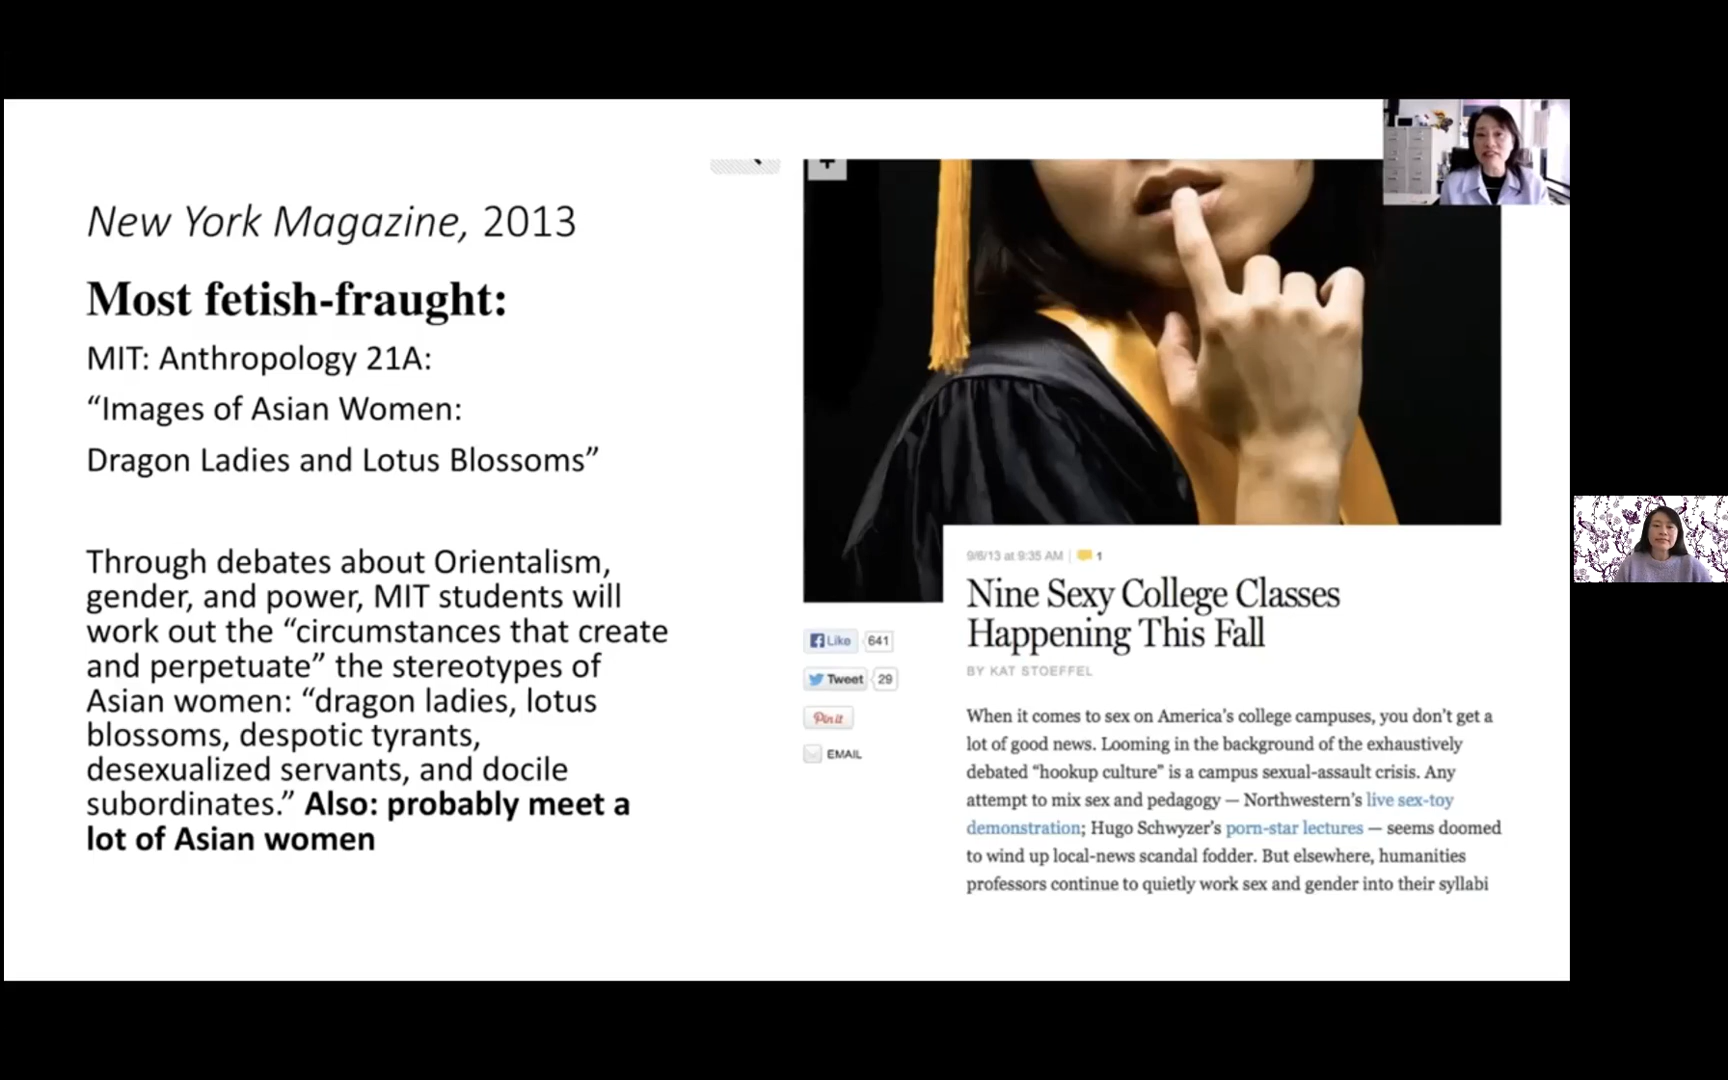 New York Magazine, 2013
Most fetish-fraught:
MIT: Anthropology 21A:
“Images of Asian Women:
Dragon Ladies and Lotus Blossoms”
Through debates about Orientalism,
gender, and power, MIT students will
work out the “circumstances that create
and perpetuate” the stereotypes of
Asian women: “dragon ladies, lotus
blossoms, despotic tyrants,
desexualized servants, and docile
subordinates.” Also: probably meet a
lot of Asian women
9/6/13 at 9:35 AM 1
Nine Sexy College Classes
Happening This Fall
BY KAT STOEFFEL
Like 641
Tweet 29
Pin it
EMAIL
When it comes to sex on America’s college campuses, you don’t get a
lot of good news. Looming in the background of the exhaustively
debated “hookup culture” is a campus sexual-assault crisis. Any
attempt to mix sex and pedagogy — Northwestern’s live sex-toy
demonstration; Hugo Schwyzer’s porn-star lectures — seems doomed
to wind up local-news scandal fodder. But elsewhere, humanities
professors continue to quietly work sex and gender into their syllabi